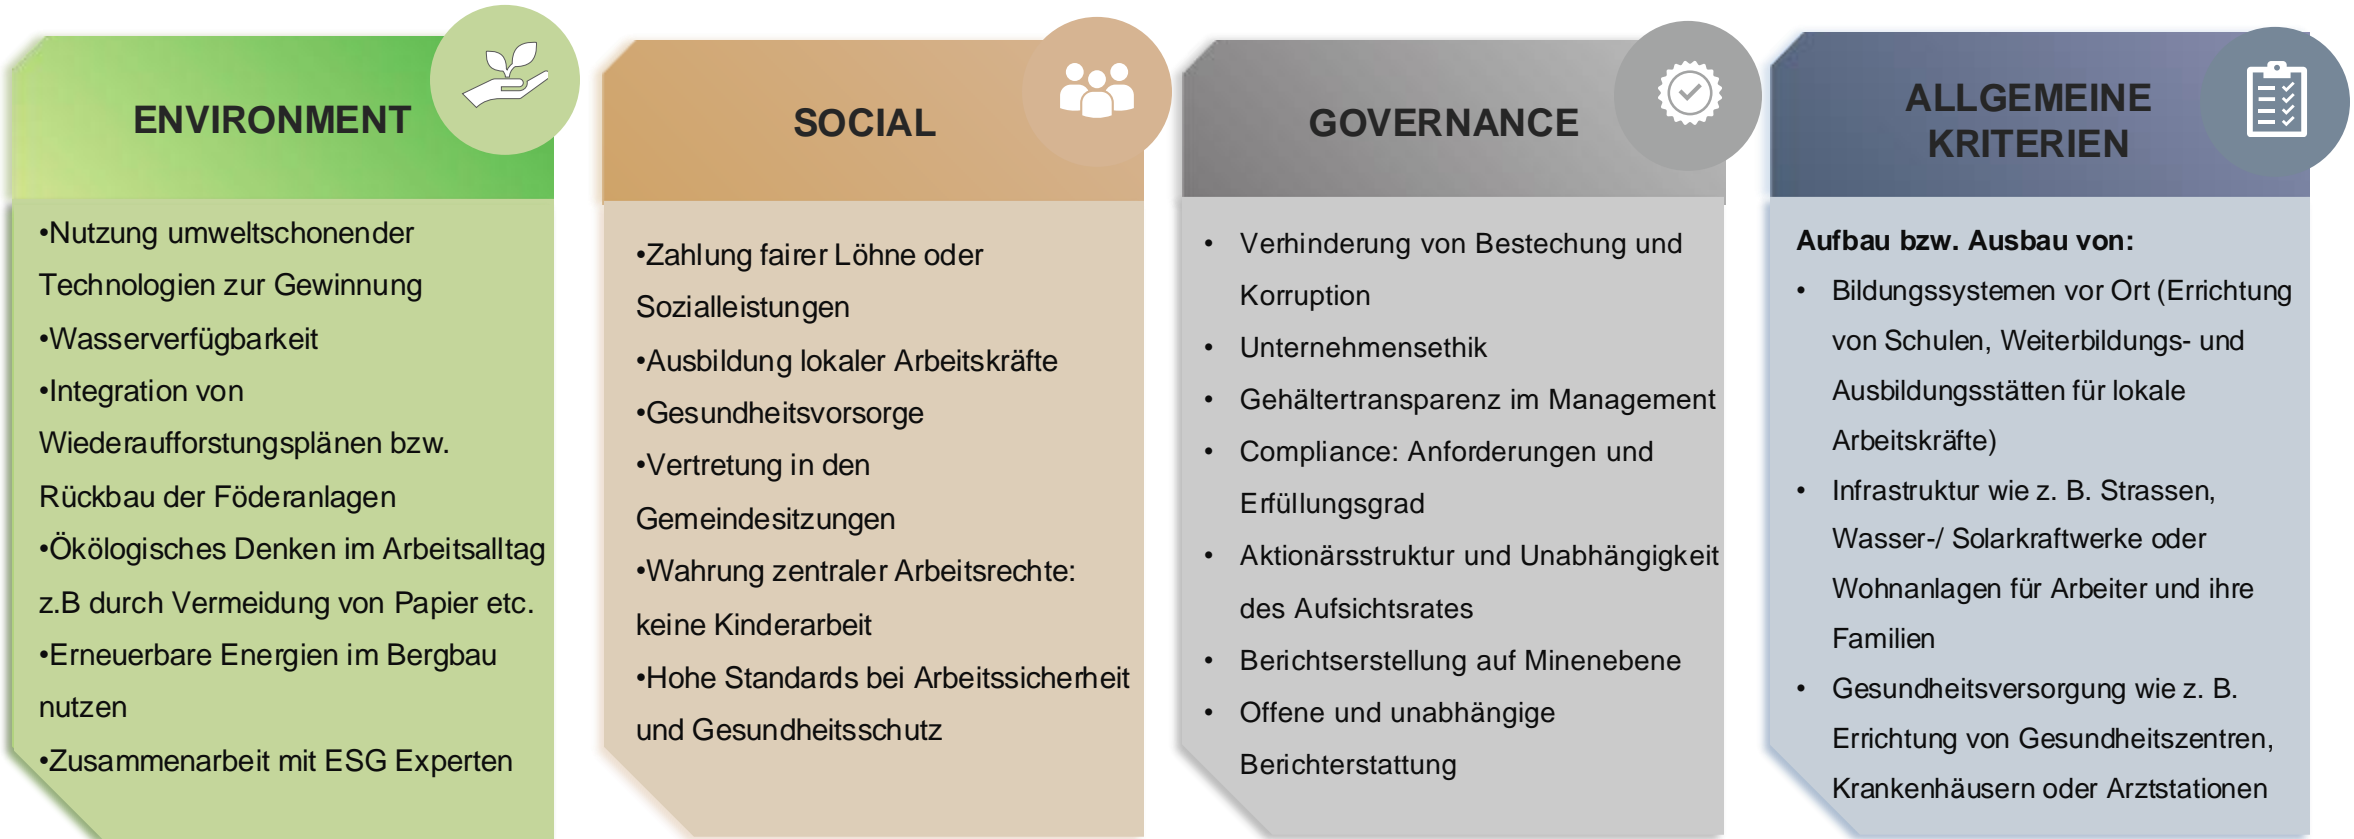 ENVIRONMENT
•Nutzung umweltschonender
Technologien zur Gewinnung
•Wasserverfügbarkeit
•Integration von
Wiederaufforstungsplänen bzw.
Rückbau der Föderanlagen
•Ökölogisches Denken im Arbeitsalltag
z.B durch Vermeidung von Papier etc.
•Erneuerbare Energien im Bergbau
nutzen
•Zusammenarbeit mit ESG Experten
SOCIAL
•Zahlung fairer Löhne oder
Sozialleistungen
•Ausbildung lokaler Arbeitskräfte
•Gesundheitsvorsorge
•Vertretung in den
Gemeindesitzungen
•Wahrung zentraler Arbeitsrechte:
keine Kinderarbeit
•Hohe Standards bei Arbeitssicherheit
und Gesundheitsschutz
GOVERNANCE
• Verhinderung von Bestechung und
Korruption
• Unternehmensethik
• Gehältertransparenz im Management
• Compliance: Anforderungen und
Erfüllungsgrad
• Aktionärsstruktur und Unabhängigkeit
des Aufsichtsrates
• Berichtserstellung auf Minenebene
• Offene und unabhängige
Berichterstattung
ALLGEMEINE
KRITERIEN
Aufbau bzw. Ausbau von:
• Bildungssystemen vor Ort (Errichtung
von Schulen, Weiterbildungs- und
Ausbildungsstätten für lokale
Arbeitskräfte)
• Infrastruktur wie z. B. Strassen,
Wasser-/ Solarkraftwerke oder
Wohnanlagen für Arbeiter und ihre
Familien
• Gesundheitsversorgung wie z. B.
Errichtung von Gesundheitszentren,
Krankenhäusern oder Arztstationen